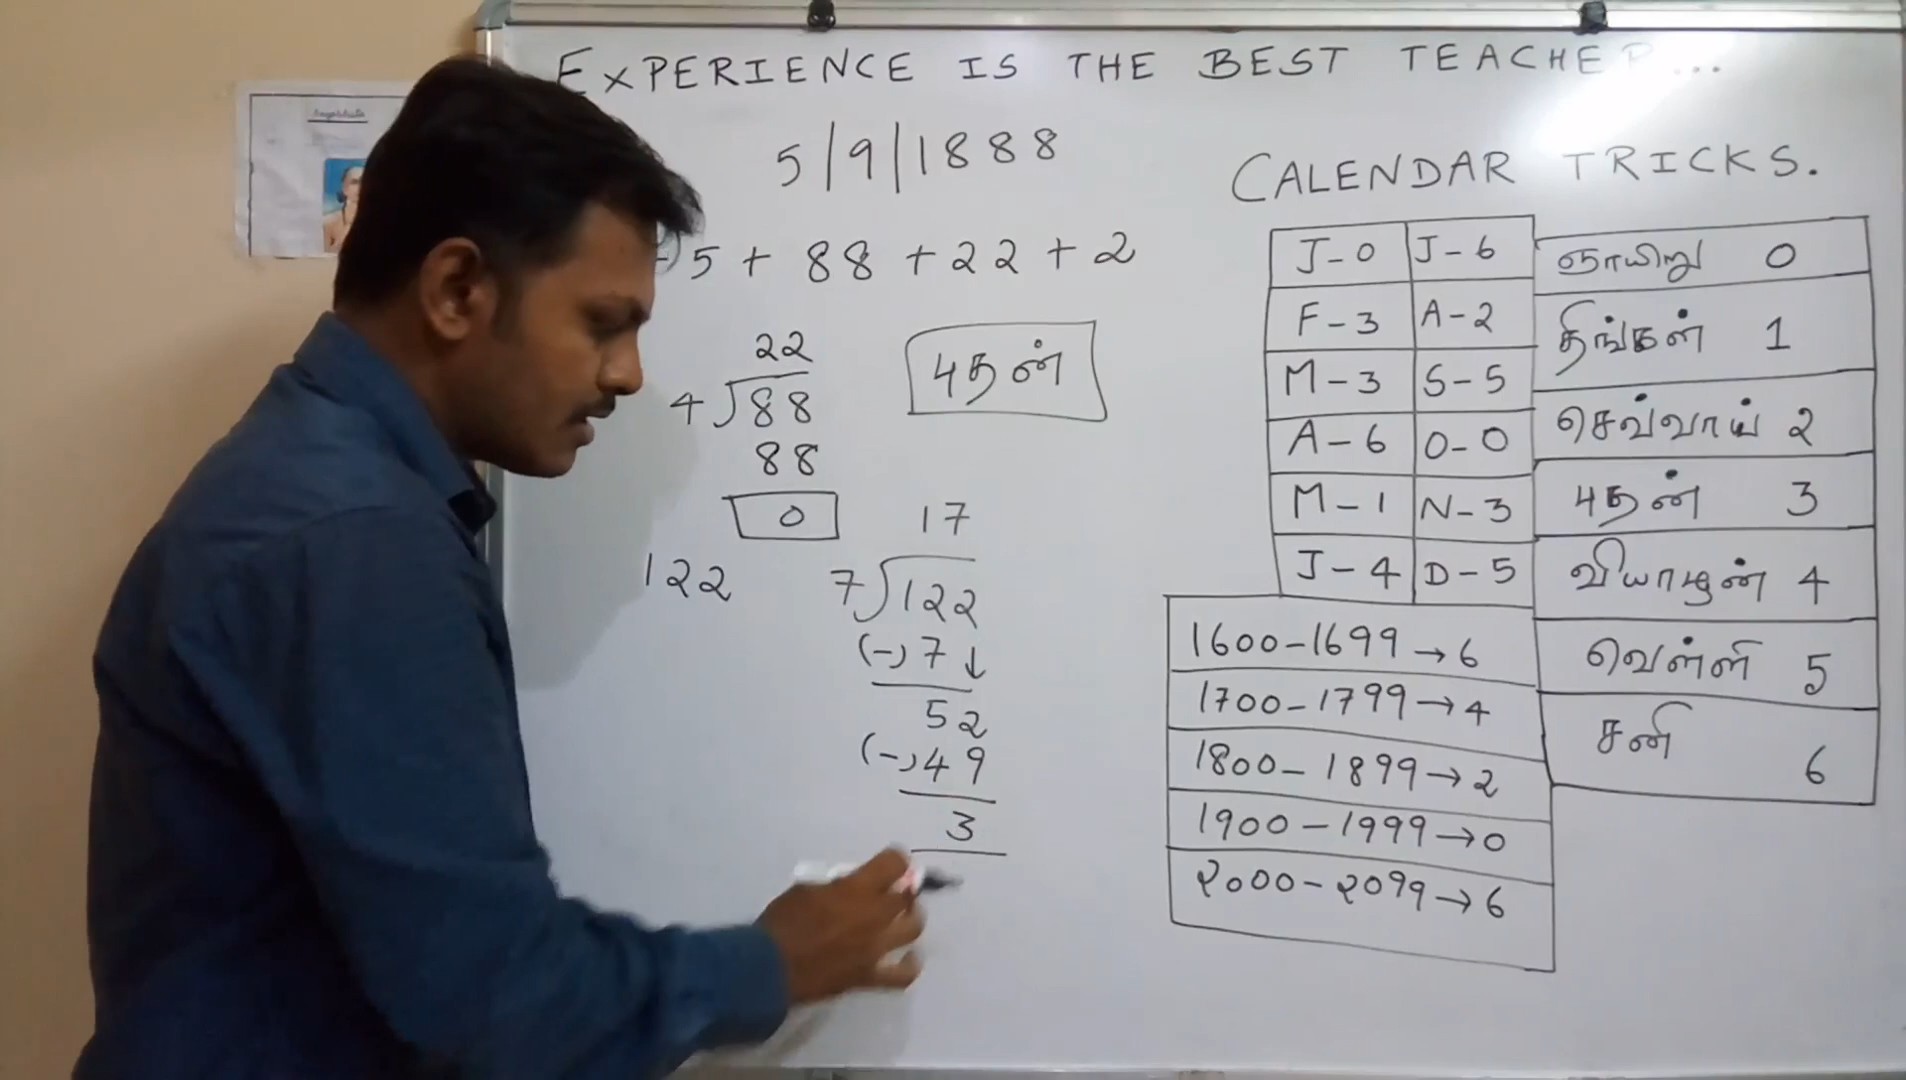 EXPERIENCE IS THE BEST TEACHER...
5/9/1888
5 + 88 + 22 + 2
22
4 ) 88
88
0
புதன்
122
17
7 ) 122
(-) 7 ↓
52
(-) 49
3
CALENDAR TRICKS.
J-0 J-6
F-3 A-2
M-3 S-5
A-6 O-0
M-1 N-3
J-4 D-5
ஞாயிறு 0
திங்கள் 1
செவ்வாய் 2
புதன் 3
வியாழன் 4
வெள்ளி 5
சனி 6
1600-1699→6
1700-1799→4
1800-1899→2
1900-1999→0
2000-2099→6